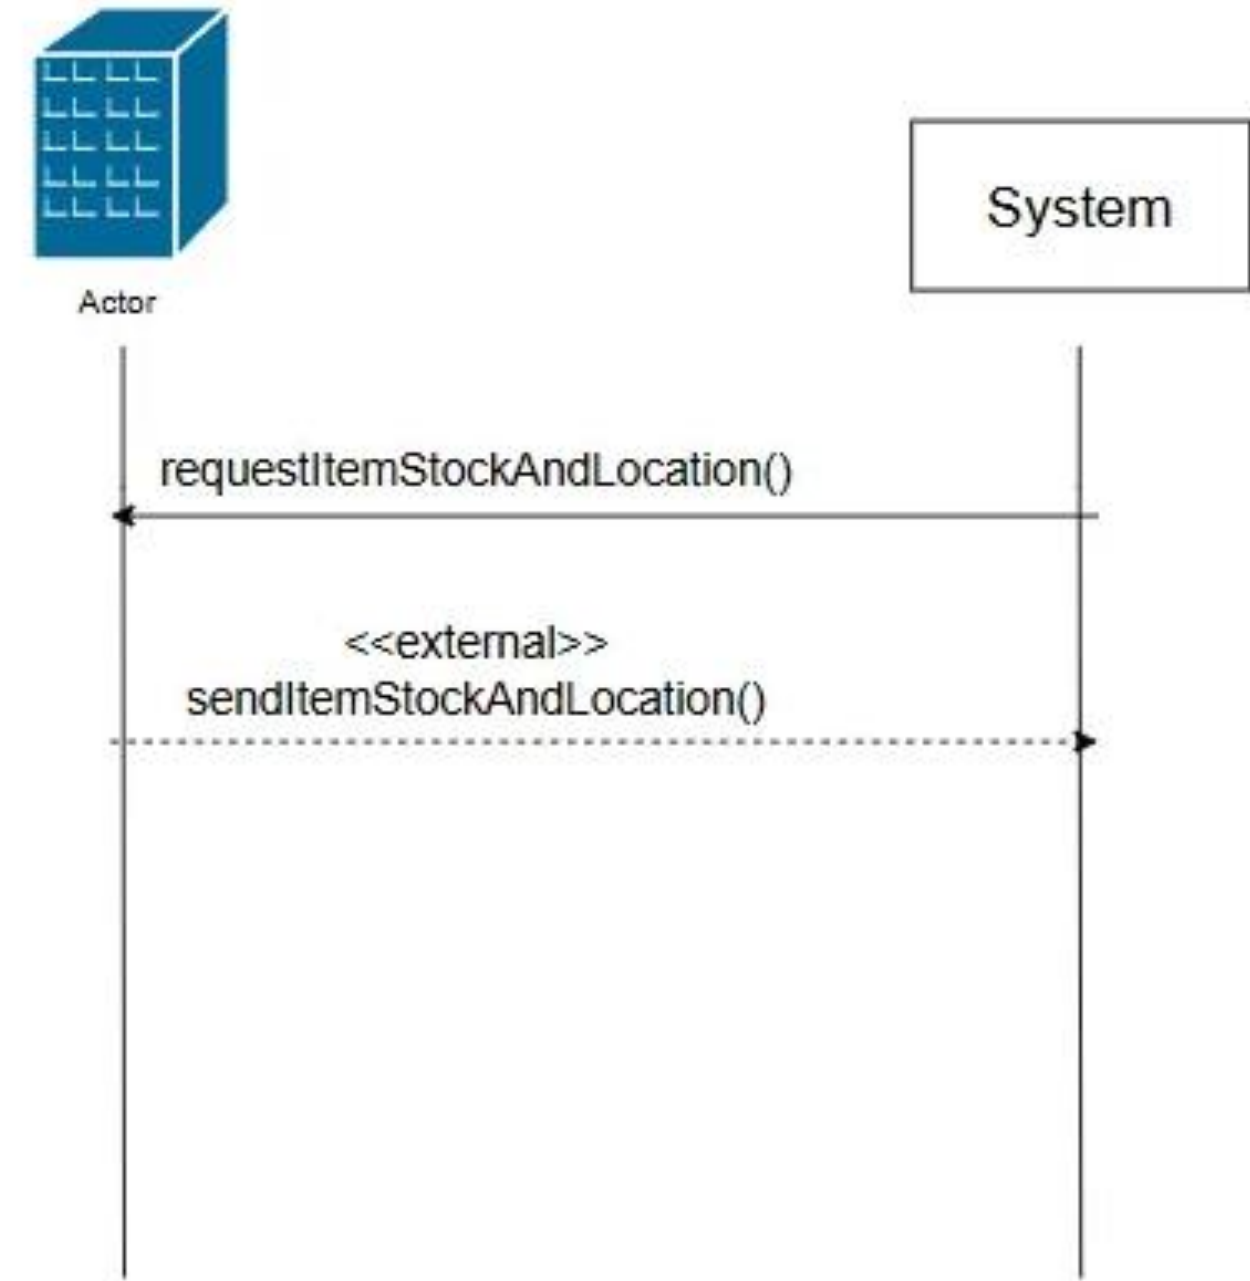 System
Actor
requestItemStockAndLocation()
<<external>>
sendItemStockAndLocation()